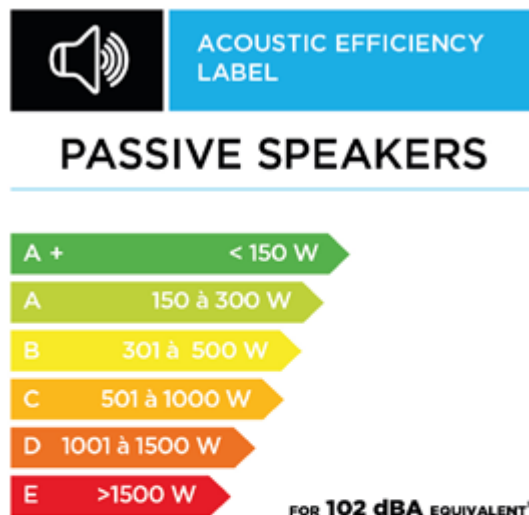 ACOUSTIC EFFICIENCY
LABEL
PASSIVE SPEAKERS
A + < 150 W
A 150 à 300 W
B 301 à 500 W
C 501 à 1000 W
D 1001 à 1500 W
E >1500 W
FOR 102 dBA EQUIVALENT